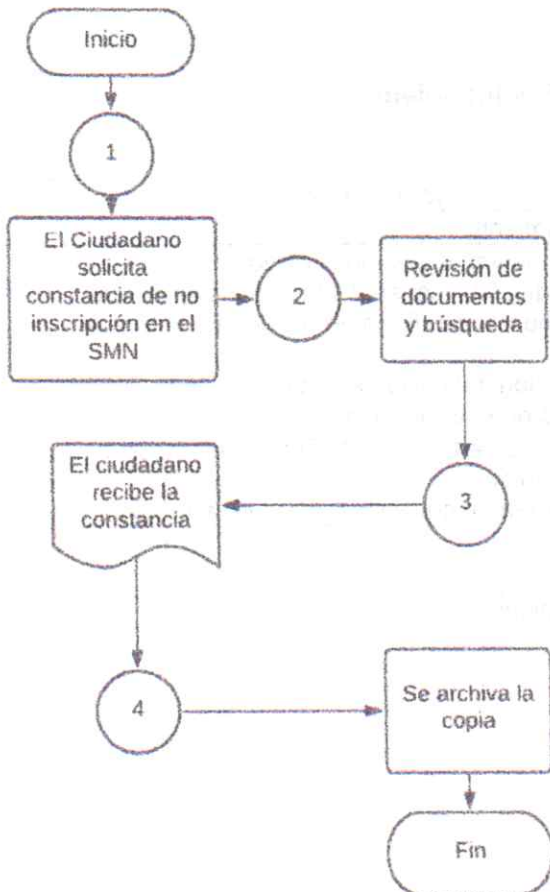 Inicio
1
El Ciudadano
solicita
constancia de no
inscripción en el
SMN
2
Revisión de
documentos
y búsqueda
3
El ciudadano
recibe la
constancia
4
Se archiva la
copia
Fin